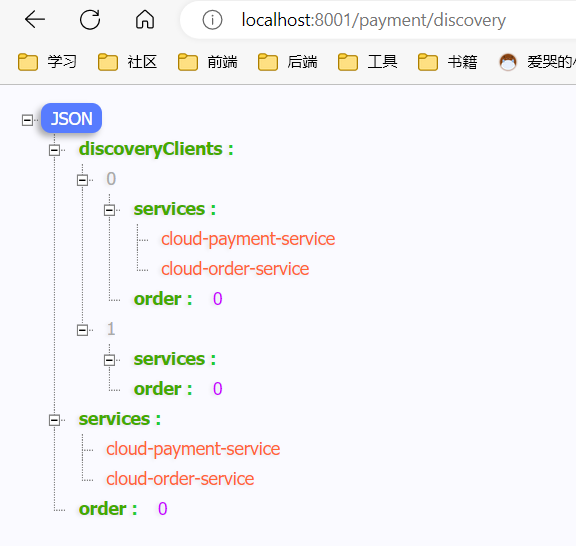 localhost:8001/payment/discovery
学习 社区 前端 后端 工具 书籍 爱哭的
JSON
discoveryClients :
0
services :
cloud-payment-service
cloud-order-service
order : 0
1
services :
order : 0
services :
cloud-payment-service
cloud-order-service
order : 0